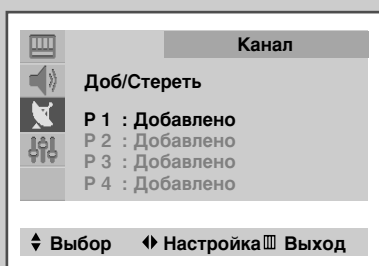 Канал
Доб/Стереть
P 1 : Добавлено
P 2 : Добавлено
P 3 : Добавлено
P 4 : Добавлено
Выбор Настройка Выход